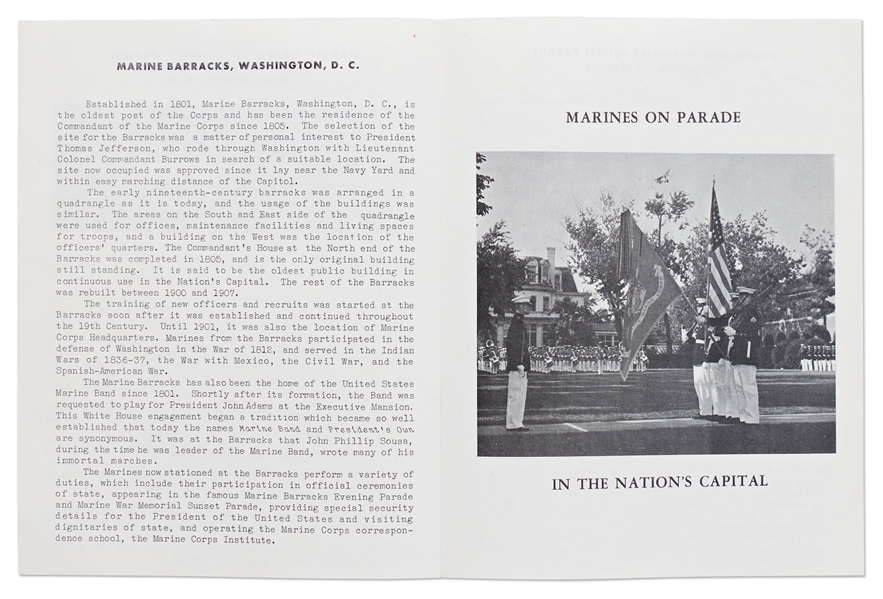 MARINE BARRACKS, WASHINGTON, D. C.
Established in 1801, Marine Barracks, Washington, D. C., is
the oldest post of the Corps and has been the residence of the
Commandant of the Marine Corps since 1805. The selection of the
site for the Barracks was a matter of personal interest to President
Thomas Jefferson, who rode through Washington with Lieutenant
Colonel Commandant Burrows in search of a suitable location. The
site now occupied was approved since it lay near the Navy Yard and
within easy marching distance of the Capitol.
The early nineteenth-century barracks was arranged in a
quadrangle as it is today, and the usage of the buildings was
similar. The areas on the South and East side of the quadrangle
were used for offices, maintenance facilities and living spaces
for troops, and a building on the West was the location of the
officers' quarters. The Commandant's House at the North end of the
Barracks was completed in 1805, and is the only original building
still standing. It is said to be the oldest public building in
continuous use in the Nation's Capital. The rest of the Barracks
was rebuilt between 1900 and 1907.
The training of new officers and recruits was started at the
Barracks soon after it was established and continued throughout
the 19th Century. Until 1901, it was also the location of Marine
Corps Headquarters. Marines from the Barracks participated in the
defense of Washington in the War of 1812, and served in the Indian
Wars of 1836-37, the War with Mexico, the Civil War, and the
Spanish-American War.
The Marine Barracks has also been the home of the United States
Marine Band since 1801. Shortly after its formation, the Band was
requested to play for President John Adams at the Executive Mansion.
This White House engagement began a tradition which became so well
established that today the names Marine Band and President's Own
are synonymous. It was at the Barracks that John Phillip Sousa,
during the time he was leader of the Marine Band, wrote many of his
immortal marches.
The Marines now stationed at the Barracks perform a variety of
duties, which include their participation in official ceremonies
of state, appearing in the famous Marine Barracks Evening Parade
and Marine War Memorial Sunset Parade, providing special security
details for the President of the United States and visiting
dignitaries of state, and operating the Marine Corps correspon-
dence school, the Marine Corps Institute.
MARINES ON PARADE
IN THE NATION'S CAPITAL